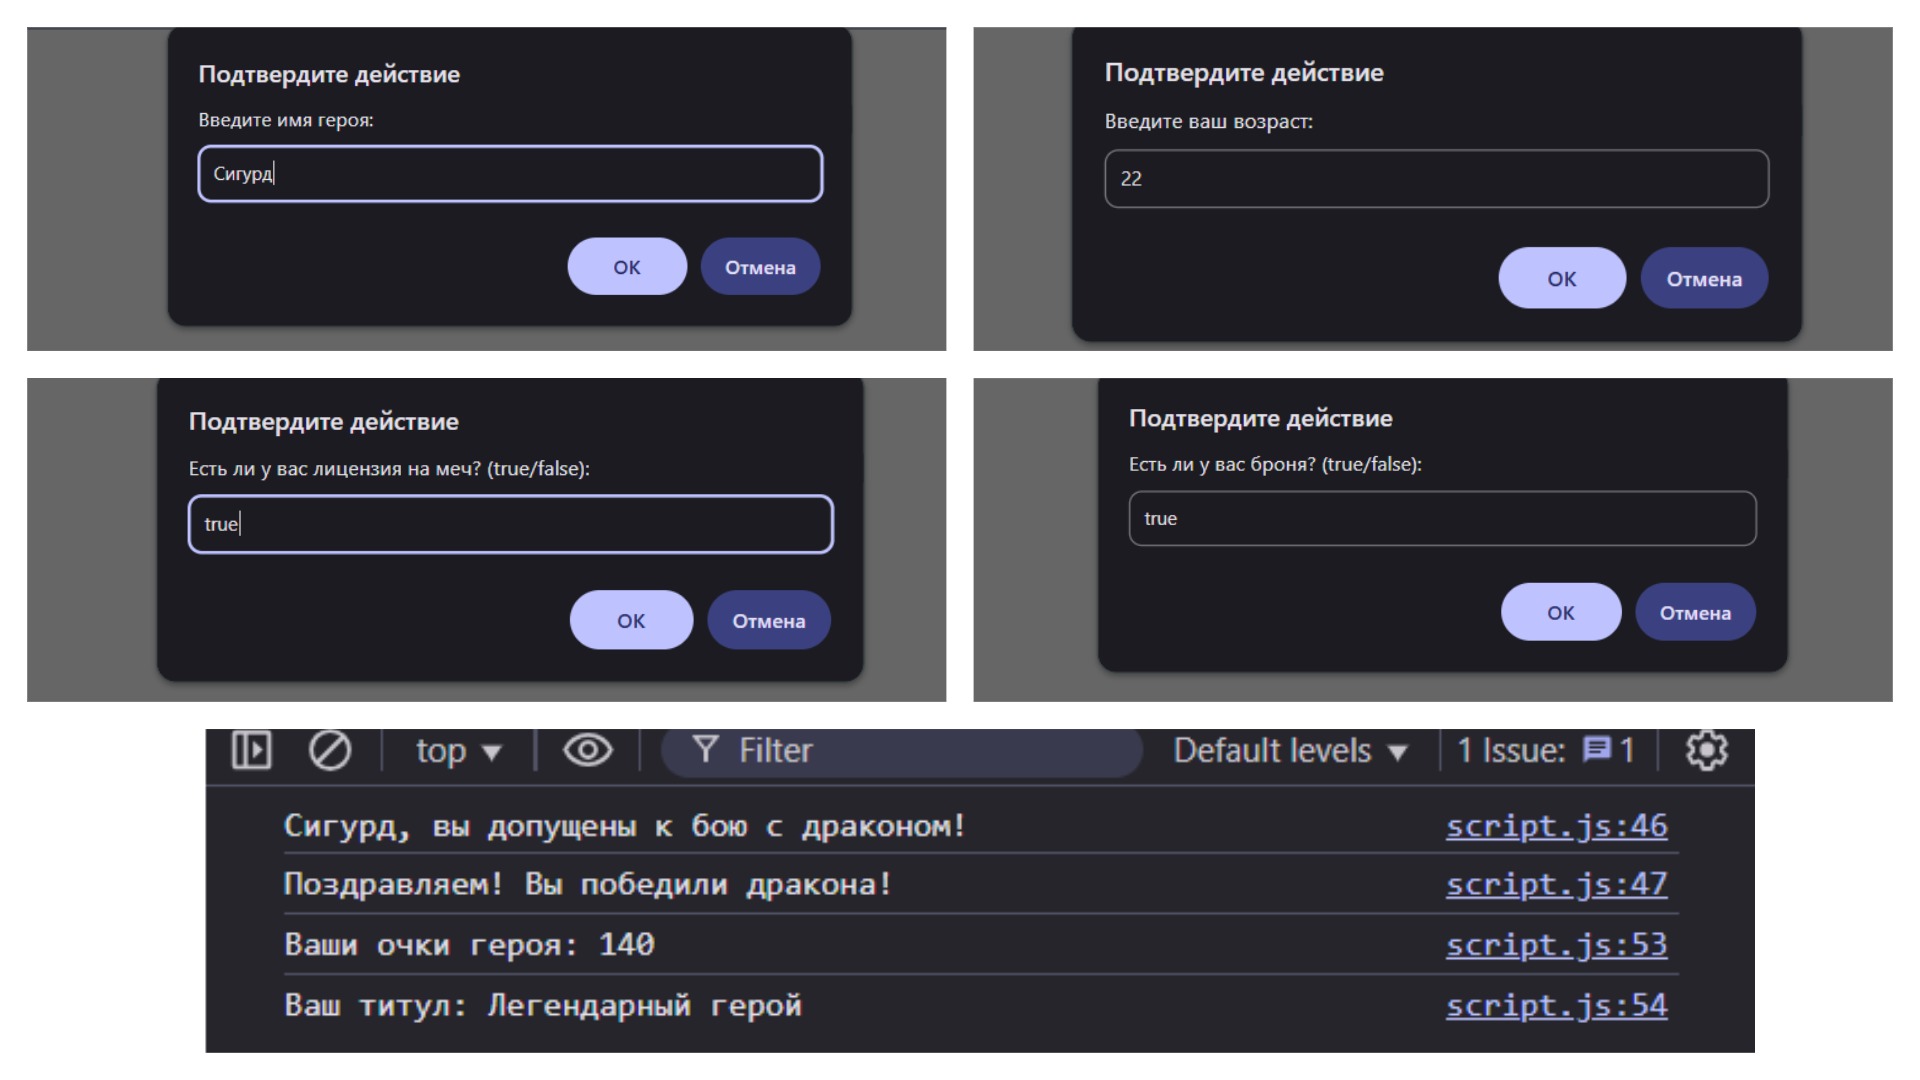 Подтвердите действие
Введите имя героя:
Сигурд
ОК
Отмена
Подтвердите действие
Введите ваш возраст:
22
ОК
Отмена
Подтвердите действие
Есть ли у вас лицензия на меч? (true/false):
true
ОК
Отмена
Подтвердите действие
Есть ли у вас броня? (true/false):
true
ОК
Отмена
top Filter Default levels 1 Issue: 1
Сигурд, вы допущены к бою с драконом! script.js:46
Поздравляем! Вы победили дракона! script.js:47
Ваши очки героя: 140 script.js:53
Ваш титул: Легендарный герой script.js:54